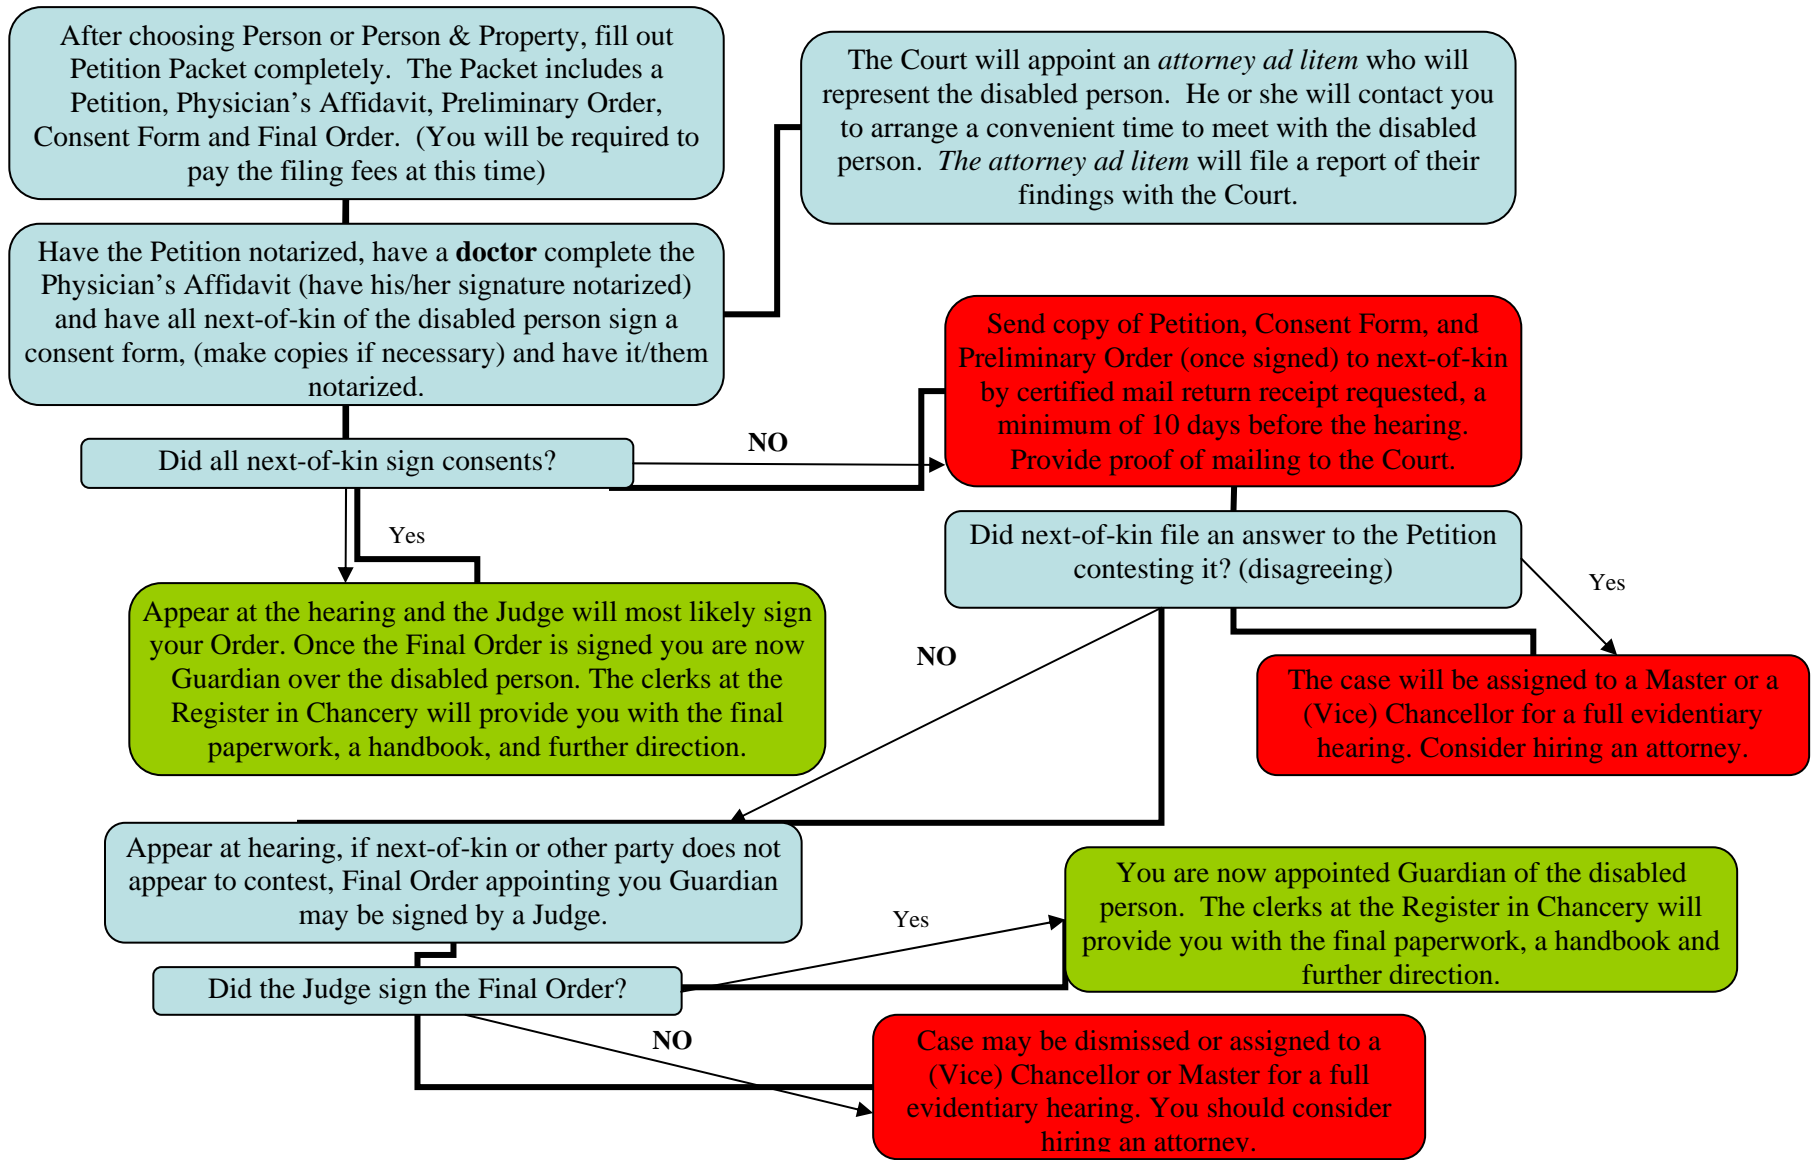 After choosing Person or Person & Property, fill out
Petition Packet completely.  The Packet includes a
Petition, Physician’s Affidavit, Preliminary Order,
Consent Form and Final Order.  (You will be required to
pay the filing fees at this time)
The Court will appoint an attorney ad litem who will
represent the disabled person.  He or she will contact you
to arrange a convenient time to meet with the disabled
person.  The attorney ad litem will file a report of their
findings with the Court.
Have the Petition notarized, have a doctor complete the
Physician’s Affidavit (have his/her signature notarized)
and have all next-of-kin of the disabled person sign a
consent form, (make copies if necessary) and have it/them
notarized.
Send copy of Petition, Consent Form, and
Preliminary Order (once signed) to next-of-kin
by certified mail return receipt requested, a
minimum of 10 days before the hearing.
Provide proof of mailing to the Court.
Did all next-of-kin sign consents?
NO
Yes
Did next-of-kin file an answer to the Petition
contesting it? (disagreeing)
Yes
Appear at the hearing and the Judge will most likely sign
your Order. Once the Final Order is signed you are now
Guardian over the disabled person. The clerks at the
Register in Chancery will provide you with the final
paperwork, a handbook, and further direction.
NO
The case will be assigned to a Master or a
(Vice) Chancellor for a full evidentiary
hearing. Consider hiring an attorney.
Appear at hearing, if next-of-kin or other party does not
appear to contest, Final Order appointing you Guardian
may be signed by a Judge.
Yes
You are now appointed Guardian of the disabled
person.  The clerks at the Register in Chancery will
provide you with the final paperwork, a handbook and
further direction.
Did the Judge sign the Final Order?
NO
Case may be dismissed or assigned to a
(Vice) Chancellor or Master for a full
evidentiary hearing. You should consider
hiring an attorney.